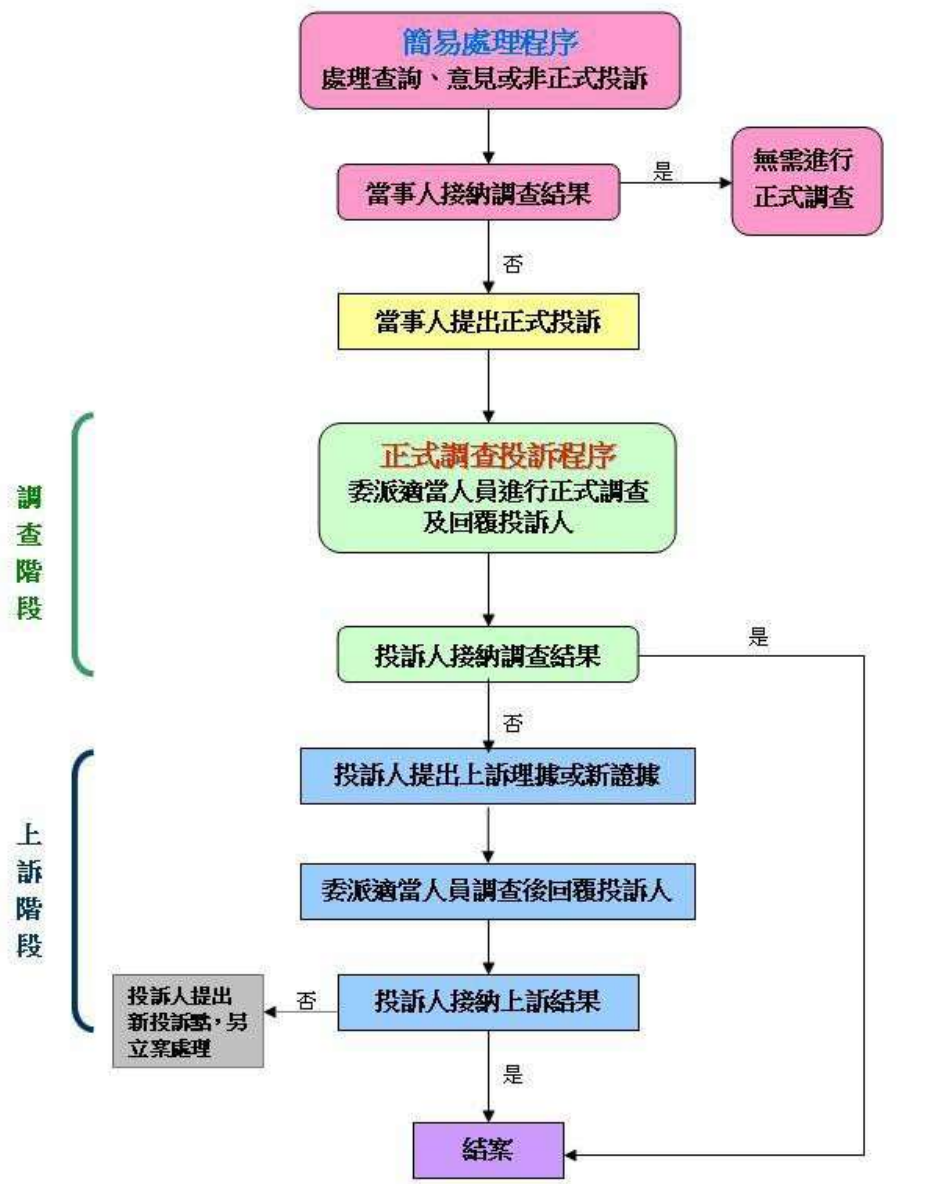 簡易處理程序
處理查詢、意見或非正式投訴
當事人接納調查結果
是
無需進行
正式調查
否
當事人提出正式投訴
調查階段
正式調查投訴程序
委派適當人員進行正式調查
及回覆投訴人
投訴人接納調查結果
是
否
上訴階段
投訴人提出上訴理據或新證據
委派適當人員調查後回覆投訴人
投訴人接納上訴結果
否
投訴人提出
新投訴點,另
立案處理
是
結案